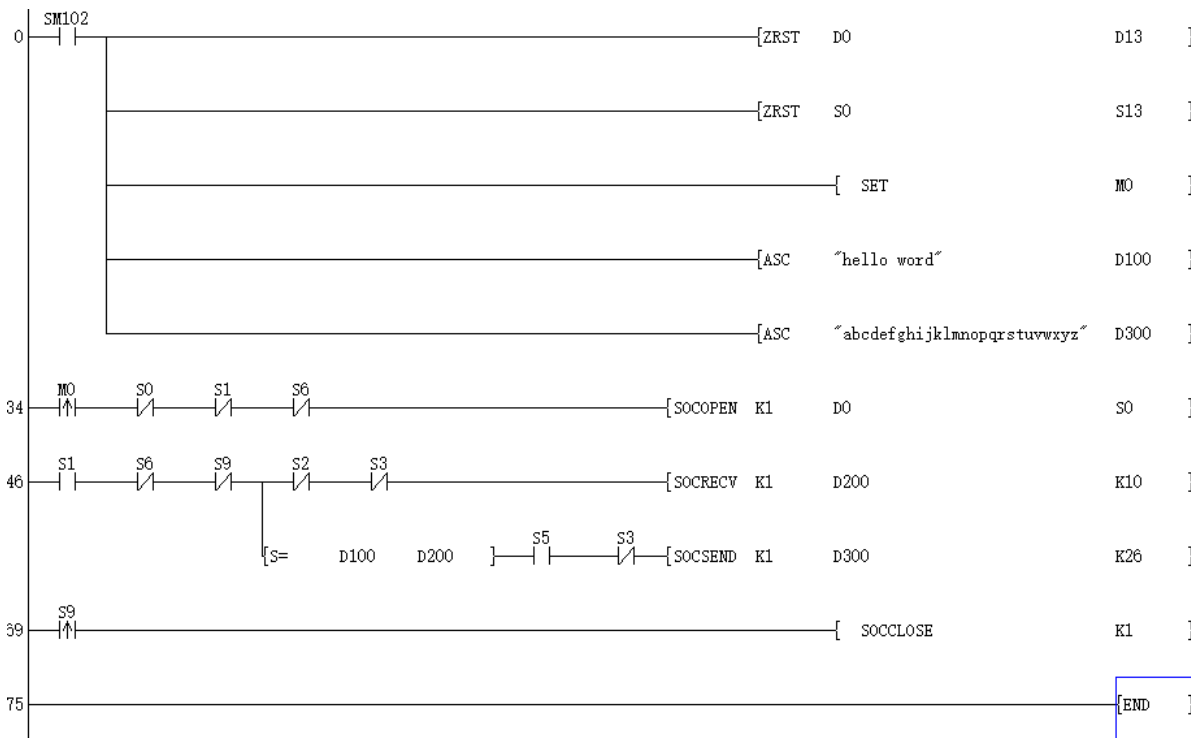 SM102
0 [ZRST D0 D13 ]
[ZRST S0 S13 ]
[ SET M0 ]
[ASC "hello word" D100 ]
[ASC "abcdefghijklmnopqrstuvwxyz" D300 ]
M0 S0 S1 S6
34 [SOCOPEN K1 D0 S0 ]
S1 S6 S9 S2 S3
46 [SOCRECV K1 D200 K10 ]
S5 S3
[S= D100 D200 ] [SOCSEND K1 D300 K26 ]
S9
69 [ SOCCLOSE K1 ]
75 [END ]